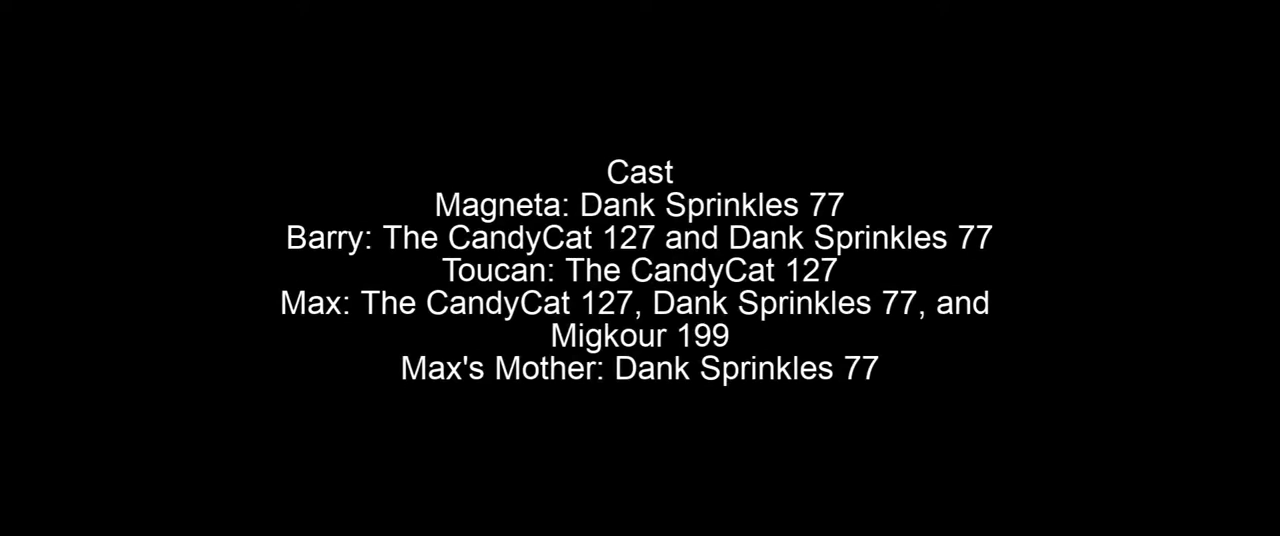 Cast
Magneta: Dank Sprinkles 77
Barry: The CandyCat 127 and Dank Sprinkles 77
Toucan: The CandyCat 127
Max: The CandyCat 127, Dank Sprinkles 77, and
Migkour 199
Max's Mother: Dank Sprinkles 77